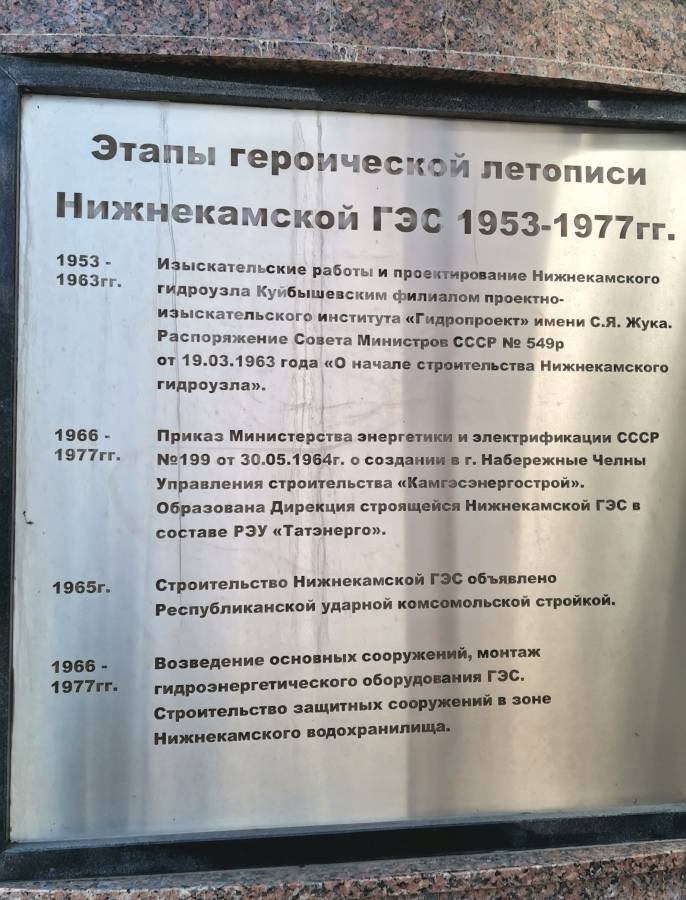 Этапы героической летописи
Нижнекамской ГЭС 1953-1977гг.
1953 -
1963гг.
Изыскательские работы и проектирование Нижнекамского
гидроузла Куйбышевским филиалом проектно-
изыскательского института «Гидропроект» имени С.Я. Жука.
Распоряжение Совета Министров СССР № 549р
от 19.03.1963 года «О начале строительства Нижнекамского
гидроузла».
1966 -
1977гг.
Приказ Министерства энергетики и электрификации СССР
№199 от 30.05.1964г. о создании в г. Набережные Челны
Управления строительства «Камгэсэнергострой».
Образована Дирекция строящейся Нижнекамской ГЭС в
составе РЭУ «Татэнерго».
1965г.
Строительство Нижнекамской ГЭС объявлено
Республиканской ударной комсомольской стройкой.
1966 -
1977гг.
Возведение основных сооружений, монтаж
гидроэнергетического оборудования ГЭС.
Строительство защитных сооружений в зоне
Нижнекамского водохранилища.